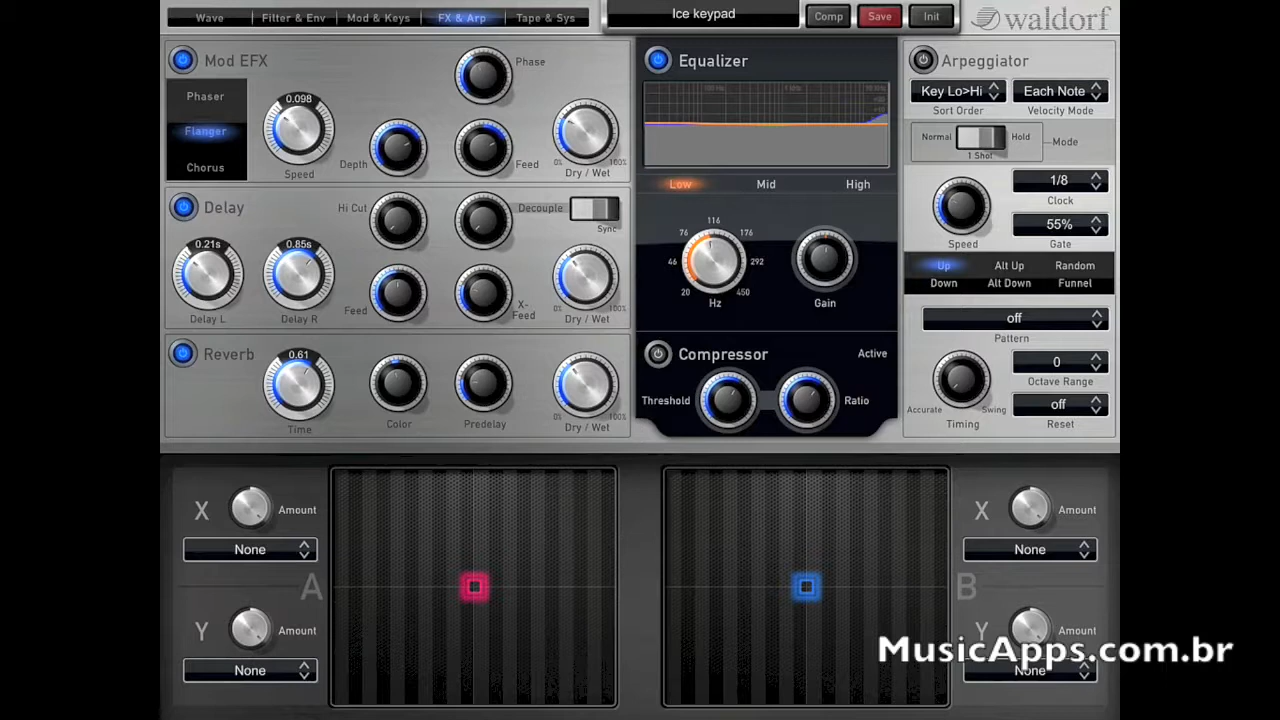 Wave
Filter & Env
Mod & Keys
FX & Arp
Tape & Sys
Ice keypad
Comp
Save
Init
waldorf
Mod EFX
Phaser
Flanger
Chorus
0.098
Speed
Depth
Phase
Feed
0% 100%
Dry / Wet
Delay
0.21s
Delay L
0.85s
Delay R
Hi Cut
Decouple
Sync
Feed
X-
Feed
0% 100%
Dry / Wet
Reverb
0.61
Time
Color
Predelay
0% 100%
Dry / Wet
Equalizer
Low
Mid
High
116
76
176
46
292
20
450
Hz
Gain
Compressor
Active
Threshold
Ratio
Arpeggiator
Key Lo>Hi
Each Note
Sort Order
Velocity Mode
Normal
Hold
1 Shot
Mode
1/8
Clock
55%
Speed
Gate
Up
Alt Up
Random
Down
Alt Down
Funnel
off
Pattern
0
Octave Range
Accurate
Swing
off
Timing
Reset
X
Amount
None
A
Y
Amount
None
X
Amount
None
B
Y
Amount
None
MusicApps.com.br